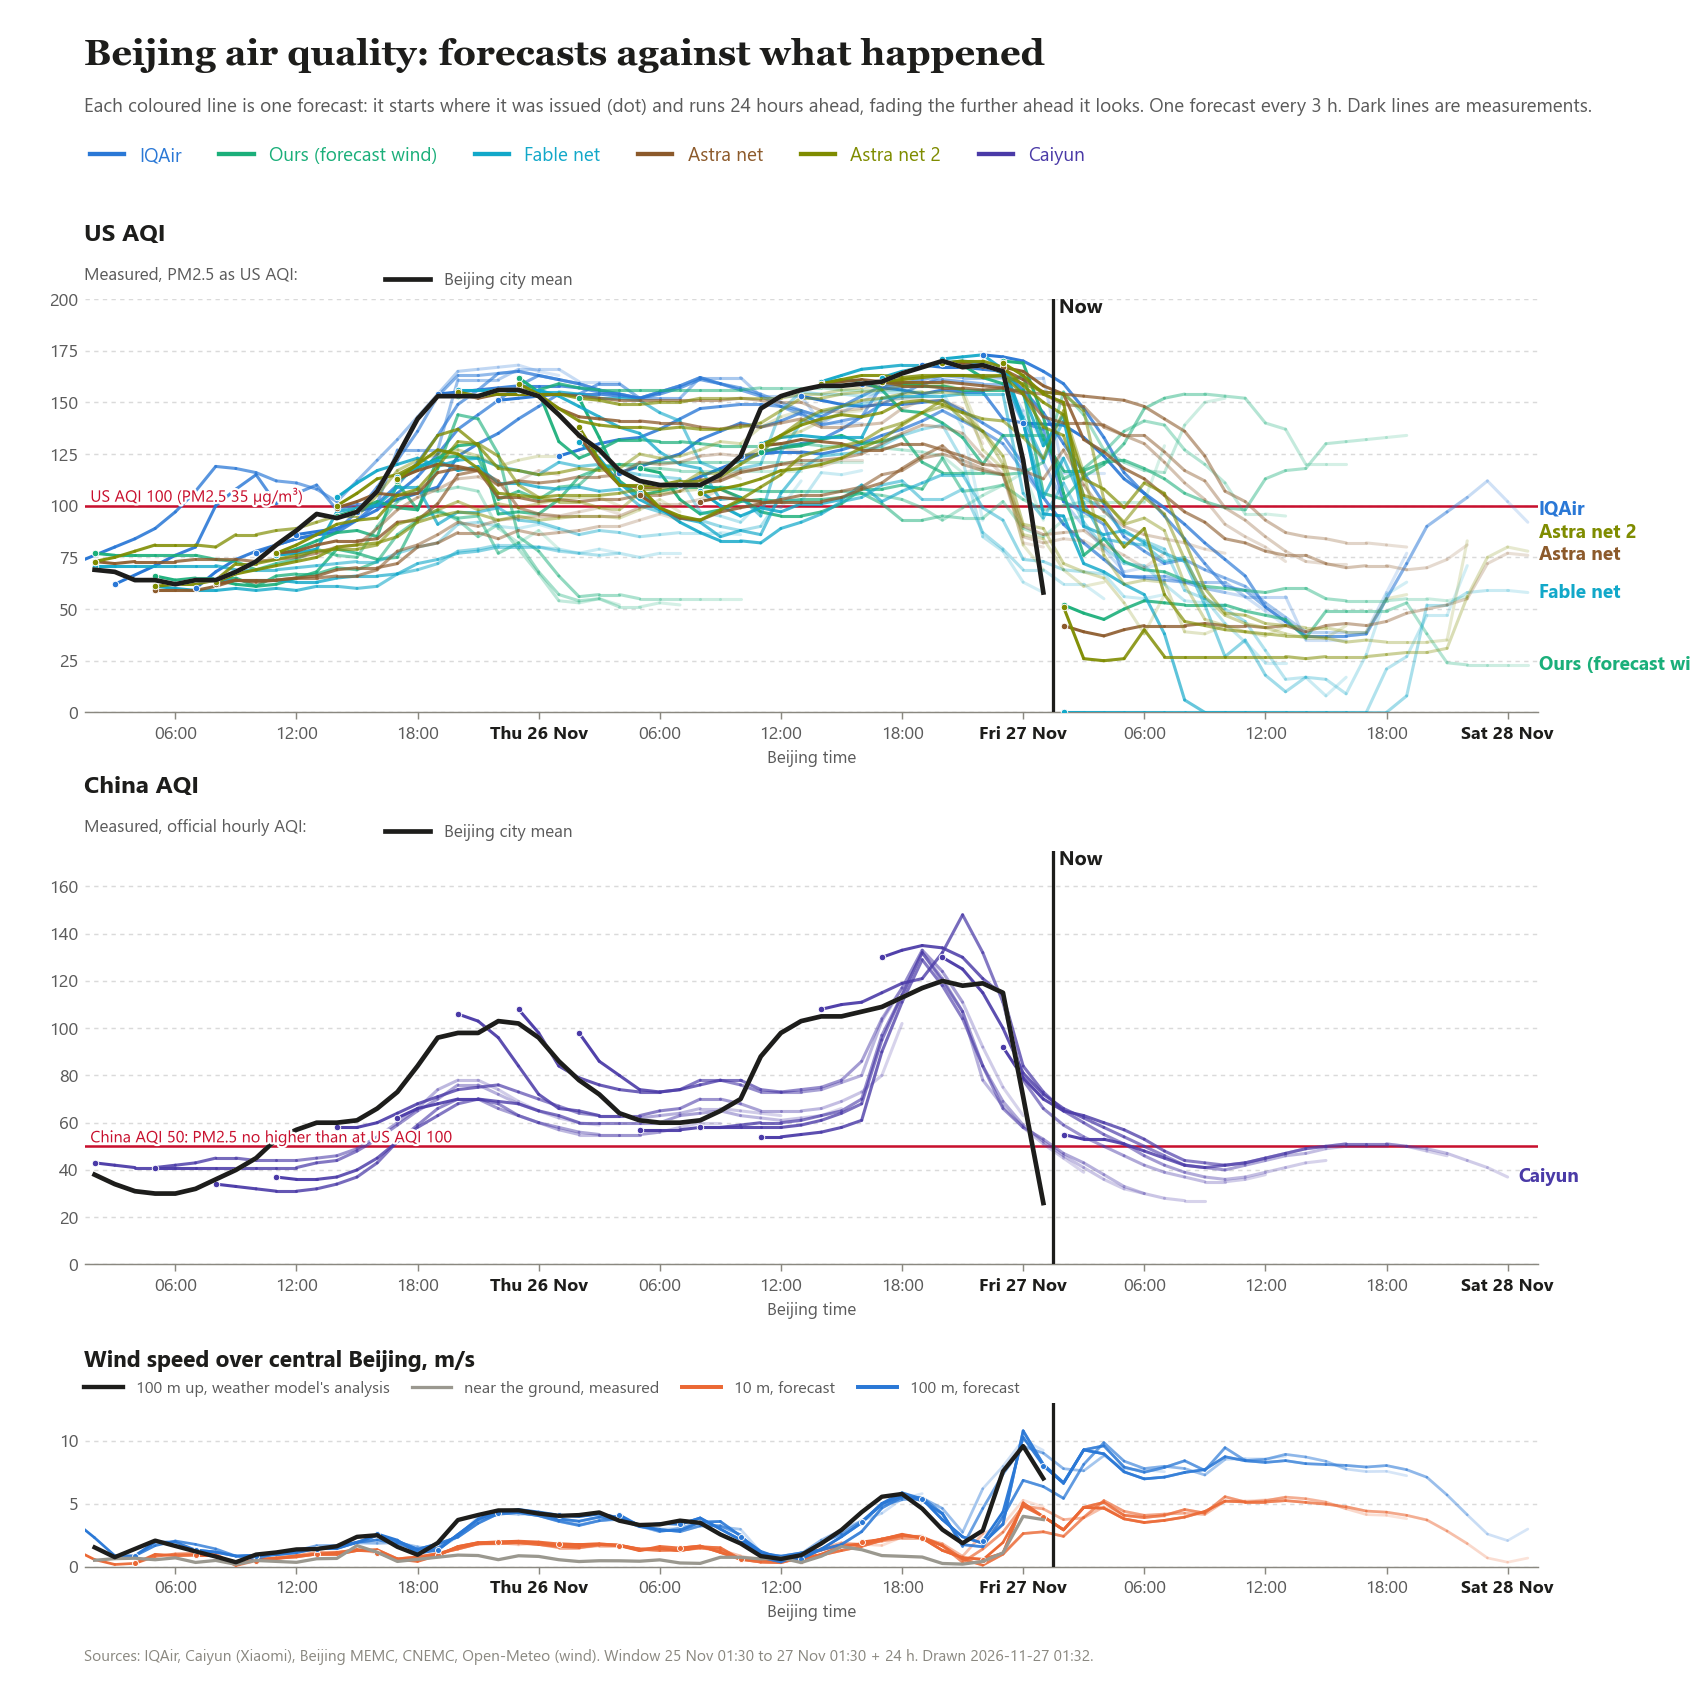 Beijing air quality: forecasts against what happened
Each coloured line is one forecast: it starts where it was issued (dot) and runs 24 hours ahead, fading the further ahead it looks. One forecast every 3 h. Dark lines are measurements.
IQAir Ours (forecast wind) Fable net Astra net Astra net 2 Caiyun
US AQI
Measured, PM2.5 as US AQI: Beijing city mean
200
175
150
125
100
75
50
25
0
Now
US AQI 100 (PM2.5 35 µg/m³)
IQAir
Astra net 2
Astra net
Fable net
Ours (forecast wi
06:00 12:00 18:00 Thu 26 Nov 06:00 12:00 18:00 Fri 27 Nov 06:00 12:00 18:00 Sat 28 Nov
Beijing time
China AQI
Measured, official hourly AQI: Beijing city mean
Now
160
140
120
100
80
60
40
20
0
China AQI 50: PM2.5 no higher than at US AQI 100
Caiyun
06:00 12:00 18:00 Thu 26 Nov 06:00 12:00 18:00 Fri 27 Nov 06:00 12:00 18:00 Sat 28 Nov
Beijing time
Wind speed over central Beijing, m/s
100 m up, weather model's analysis near the ground, measured 10 m, forecast 100 m, forecast
10
5
0
06:00 12:00 18:00 Thu 26 Nov 06:00 12:00 18:00 Fri 27 Nov 06:00 12:00 18:00 Sat 28 Nov
Beijing time
Sources: IQAir, Caiyun (Xiaomi), Beijing MEMC, CNEMC, Open-Meteo (wind). Window 25 Nov 01:30 to 27 Nov 01:30 + 24 h. Drawn 2026-11-27 01:32.